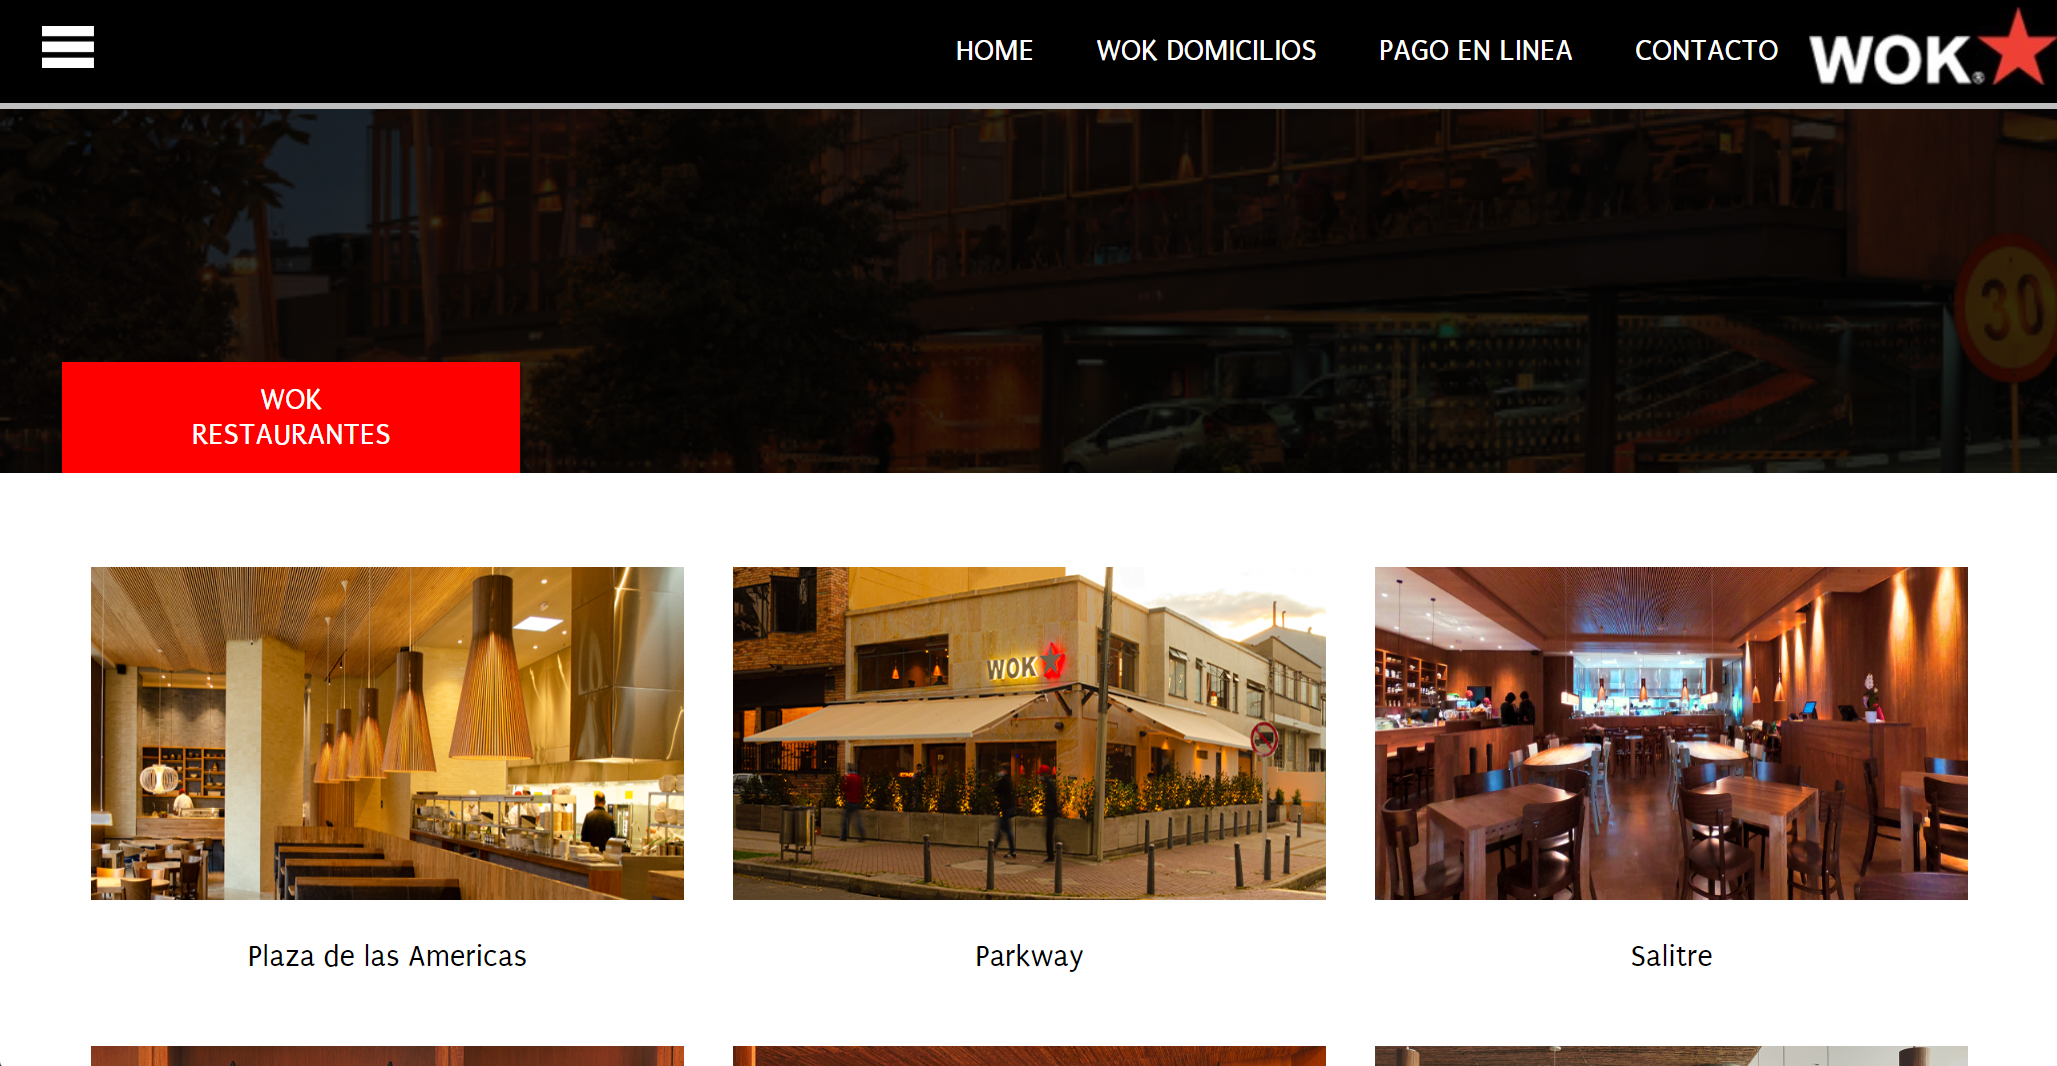 HOME WOK DOMICILIOS PAGO EN LINEA CONTACTO WOK®
30
WOK
RESTAURANTES
WOK
Plaza de las Americas
Parkway
Salitre